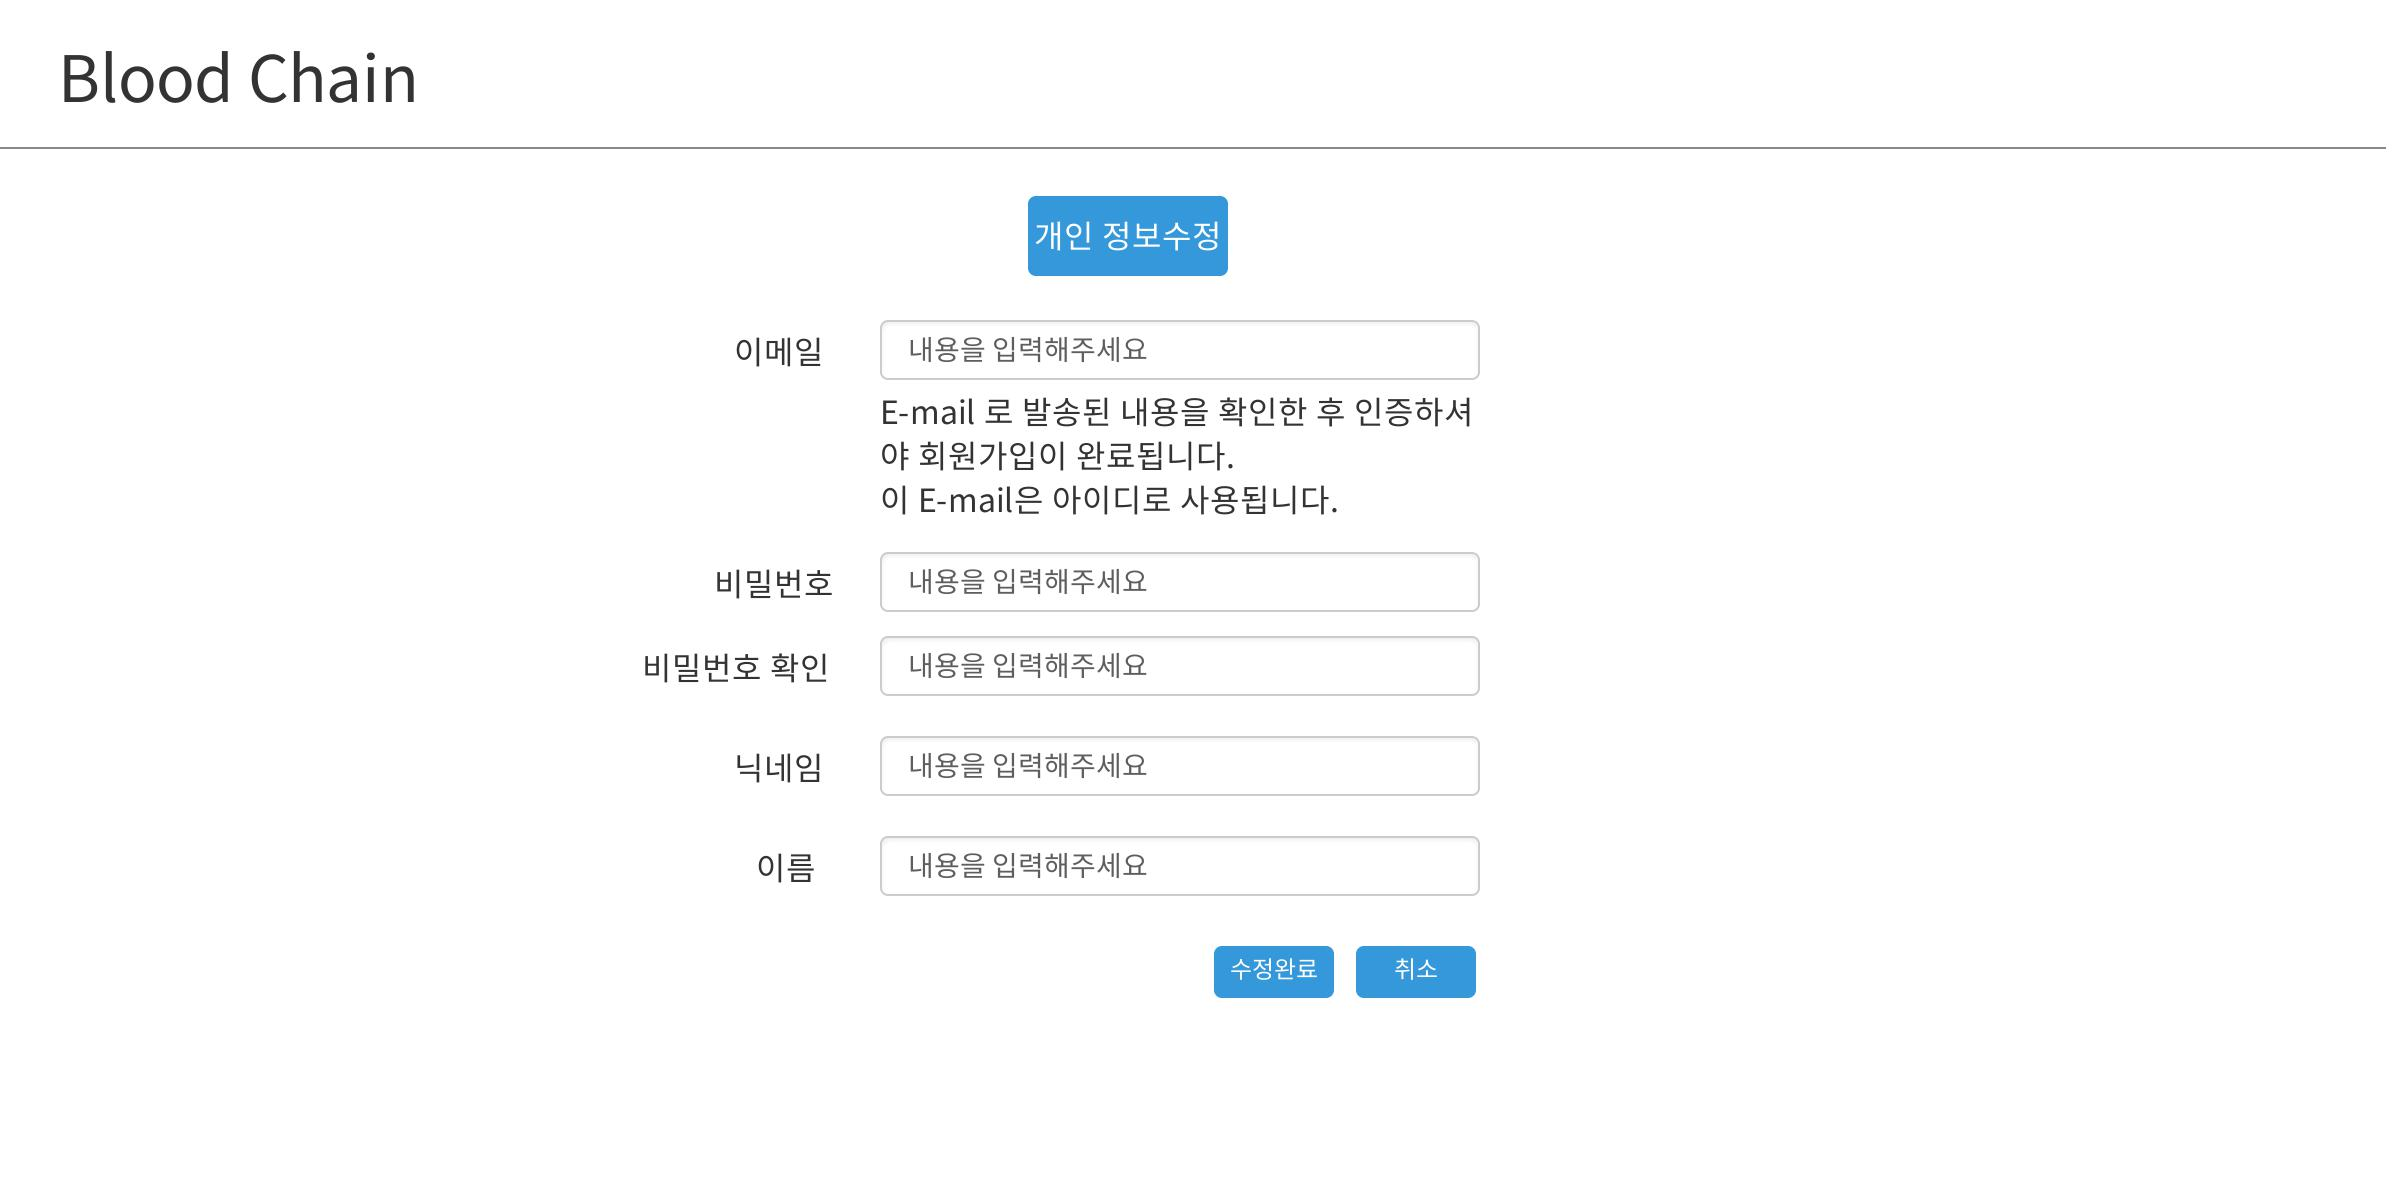 Blood Chain
개인 정보수정
이메일
내용을 입력해주세요
E-mail 로 발송된 내용을 확인한 후 인증하셔
야 회원가입이 완료됩니다.
이 E-mail은 아이디로 사용됩니다.
비밀번호
내용을 입력해주세요
비밀번호 확인
내용을 입력해주세요
닉네임
내용을 입력해주세요
이름
내용을 입력해주세요
수정완료
취소